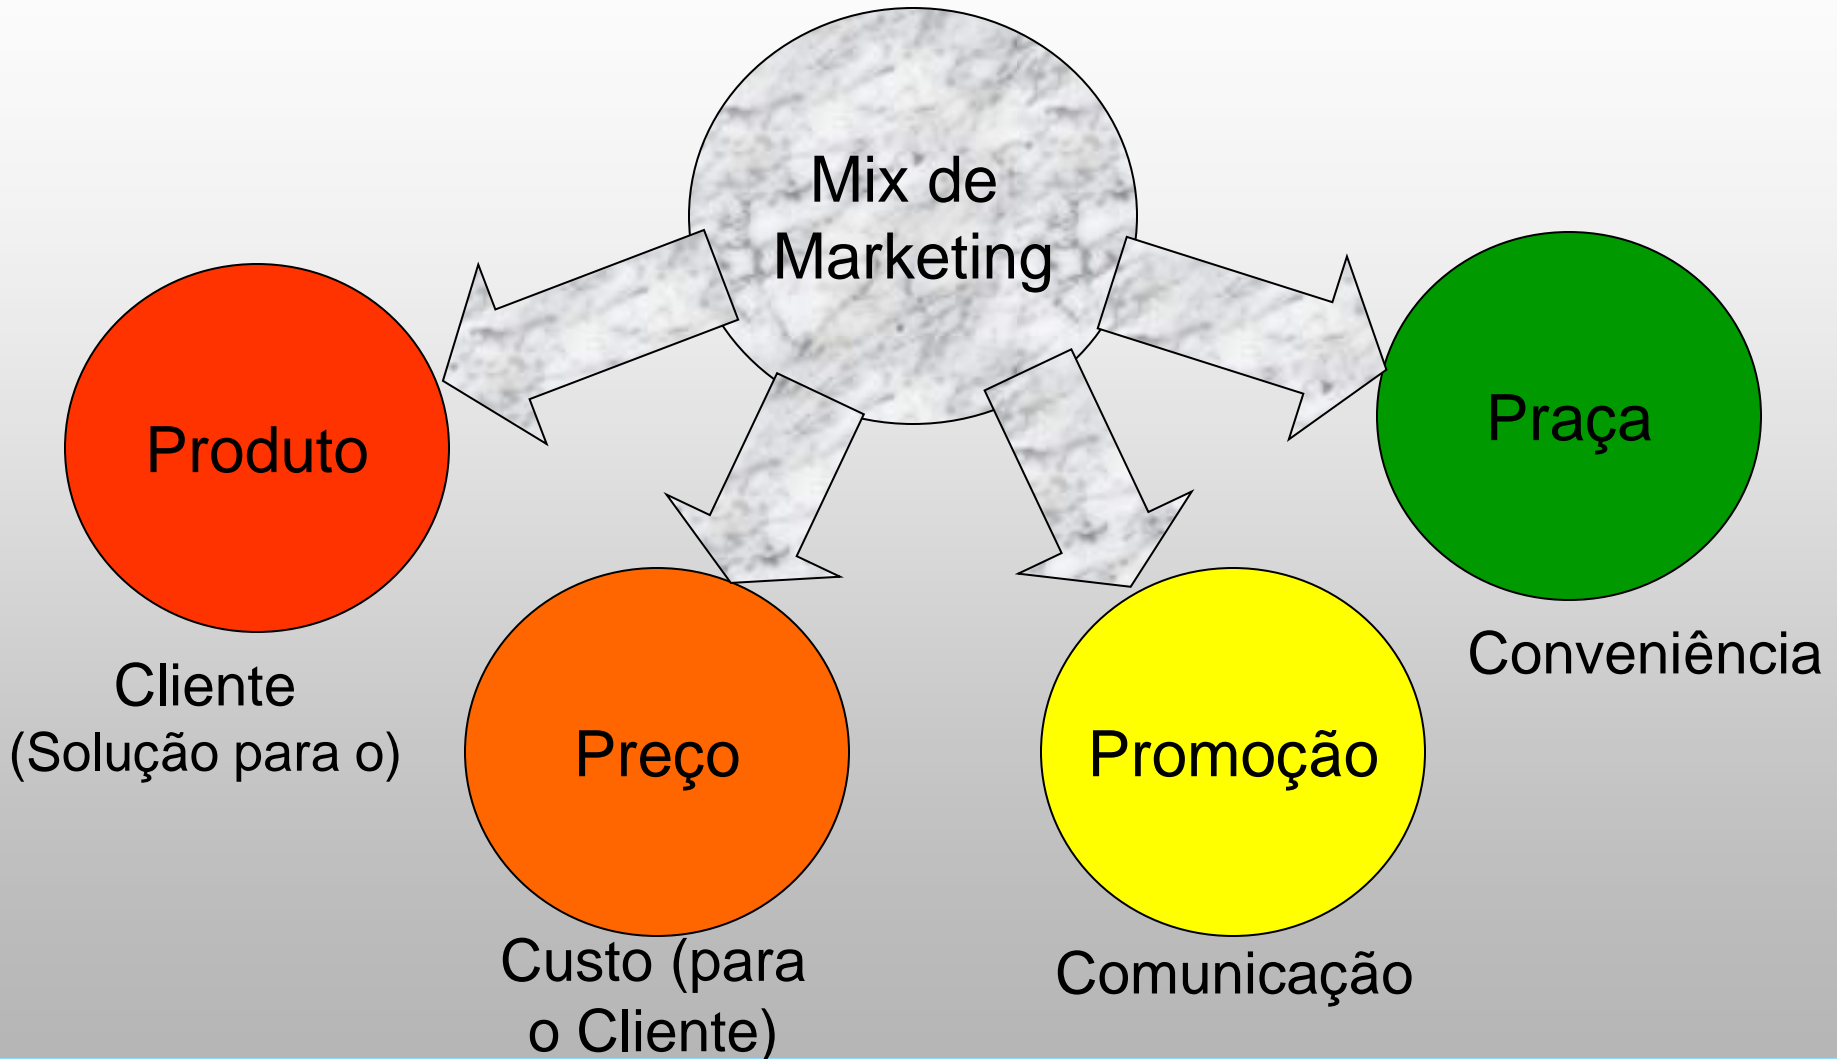 Mix de
Marketing
Produto
Cliente
(Solução para o)
Preço
Custo (para
o Cliente)
Promoção
Comunicação
Praça
Conveniência